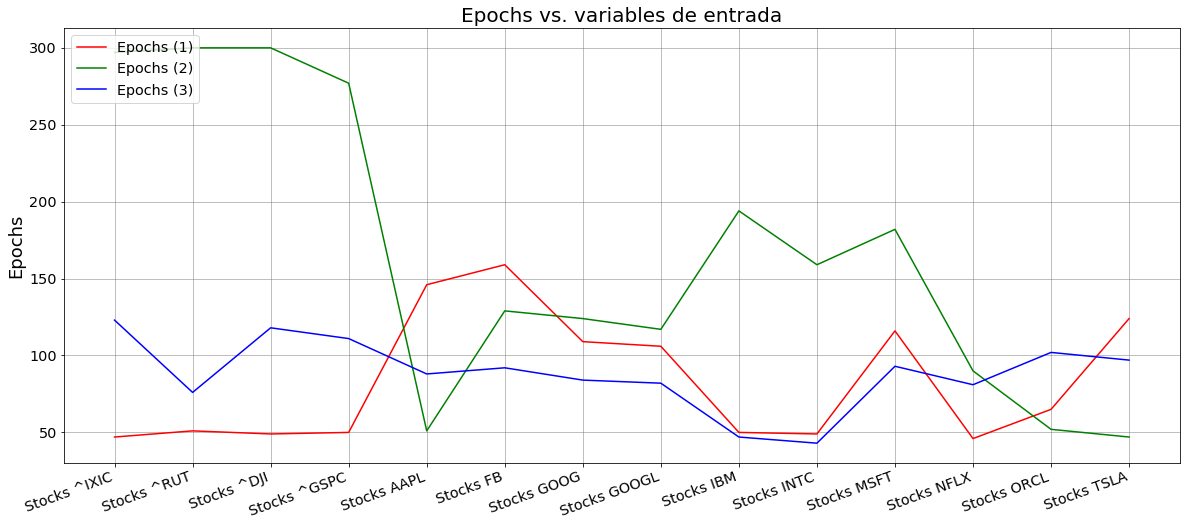 Epochs vs. variables de entrada
Epochs (1)
Epochs (2)
Epochs (3)
Epochs
300
250
200
150
100
50
Stocks ^IXIC
Stocks ^RUT
Stocks ^DJI
Stocks ^GSPC
Stocks AAPL
Stocks FB
Stocks GOOG
Stocks GOOGL
Stocks IBM
Stocks INTC
Stocks MSFT
Stocks NFLX
Stocks ORCL
Stocks TSLA